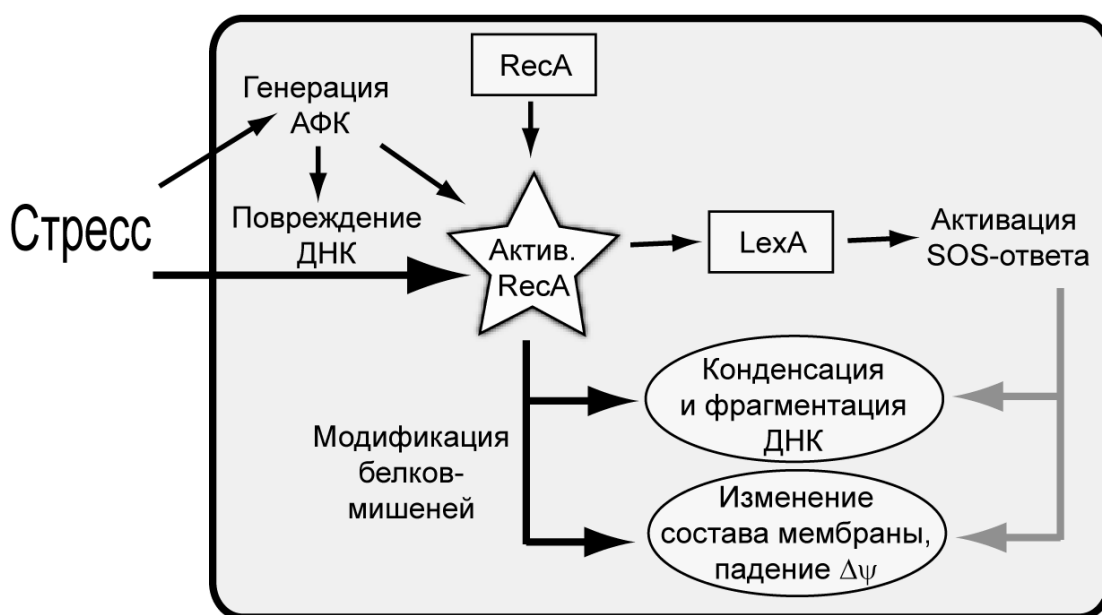 RecA
Генерация
АФК
Стресс
Повреждение
ДНК
Актив.
RecA
LexA
Активация
SOS-ответа
Конденсация
и фрагментация
ДНК
Модификация
белков-
мишеней
Изменение
состава мембраны,
падение Δψ